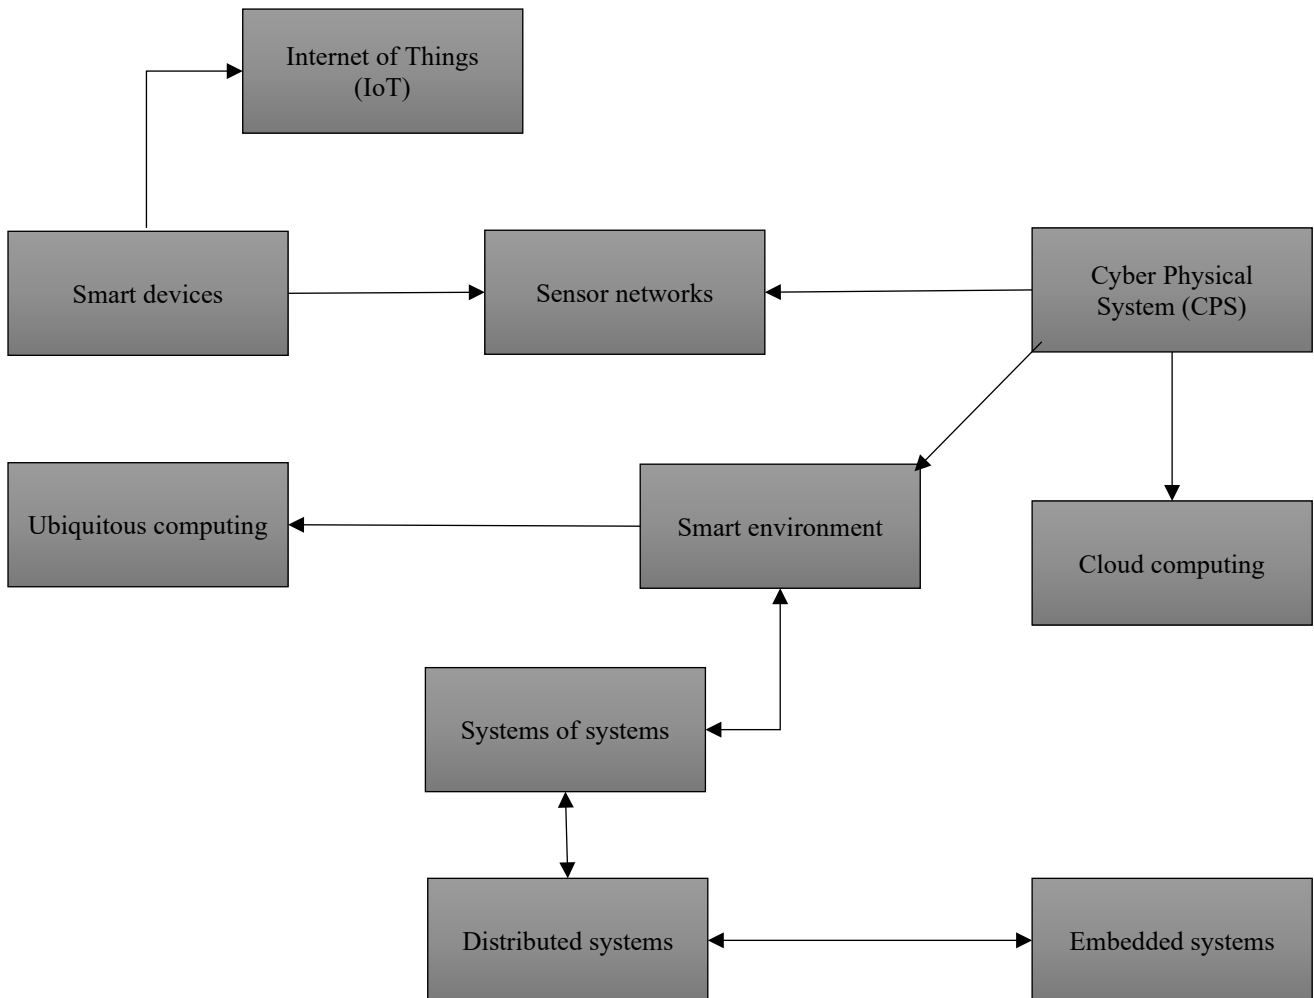 Internet of Things
(IoT)
Smart devices
Sensor networks
Cyber Physical
System (CPS)
Ubiquitous computing
Smart environment
Cloud computing
Systems of systems
Distributed systems
Embedded systems